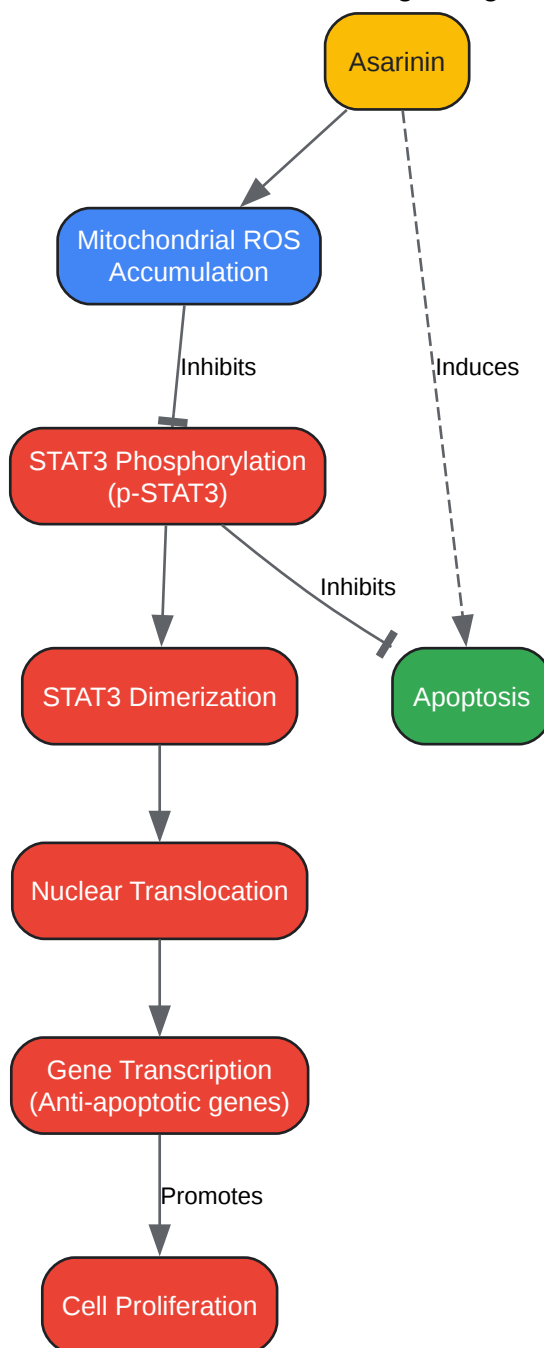 Asarinin
Mitochondrial ROS
Accumulation
Inhibits
Induces
STAT3 Phosphorylation
(p-STAT3)
Inhibits
STAT3 Dimerization
Apoptosis
Nuclear Translocation
Gene Transcription
(Anti-apoptotic genes)
Promotes
Cell Proliferation